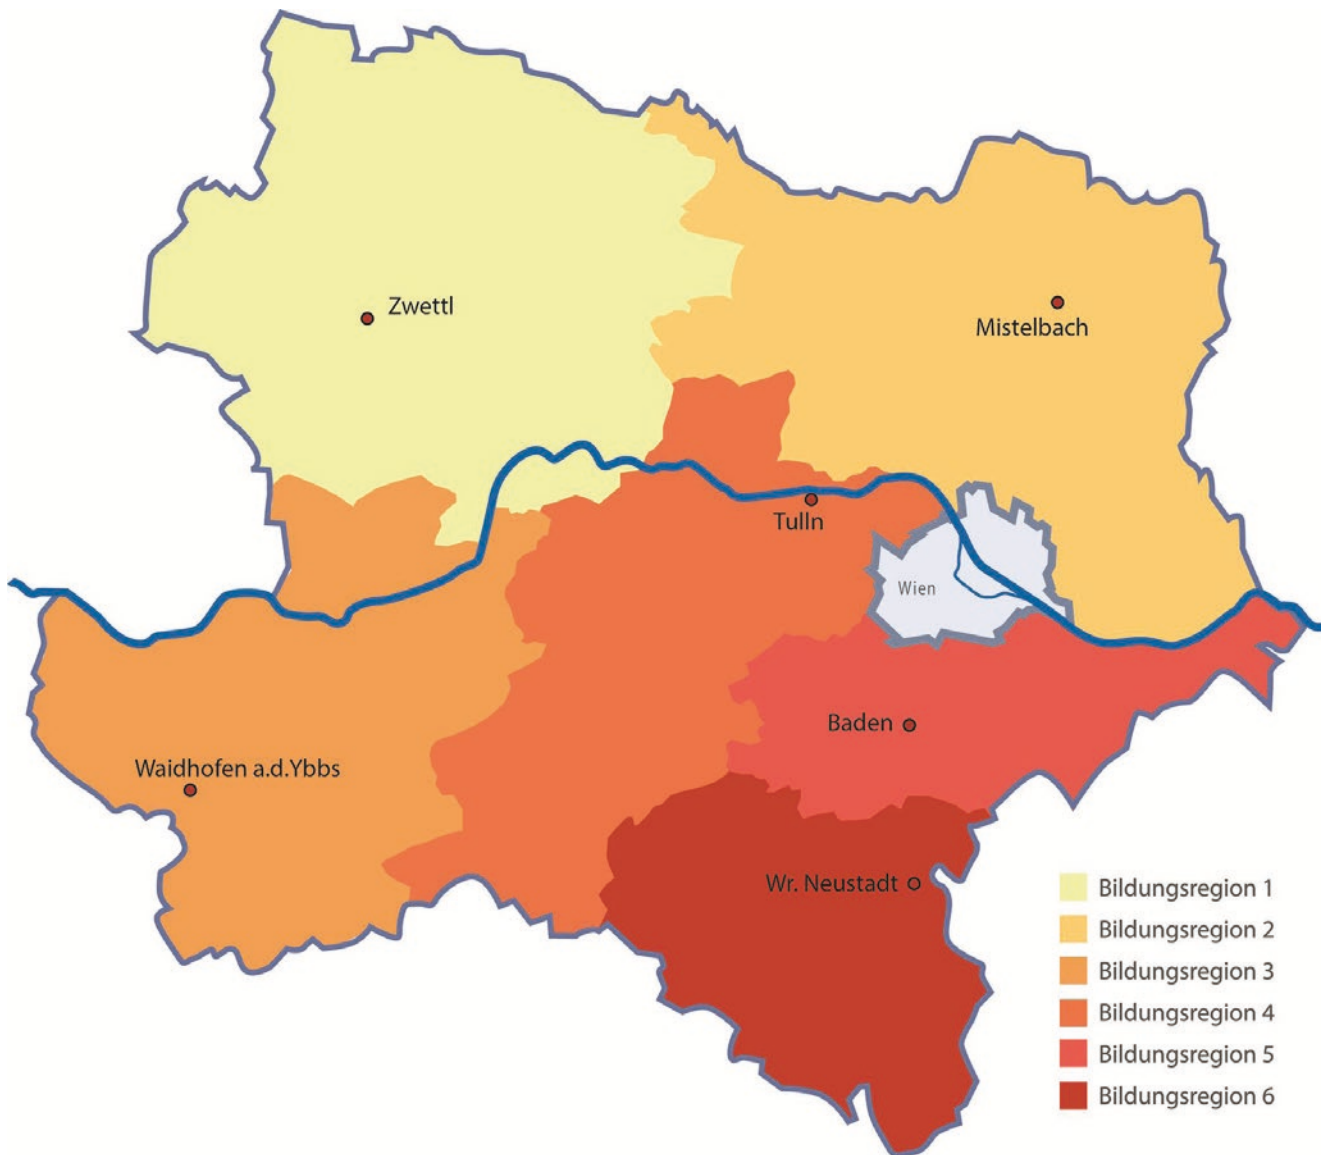 Zwettl
Mistelbach
Tulln
Wien
Baden
Waidhofen a.d.Ybbs
Wr. Neustadt
Bildungsregion 1
Bildungsregion 2
Bildungsregion 3
Bildungsregion 4
Bildungsregion 5
Bildungsregion 6